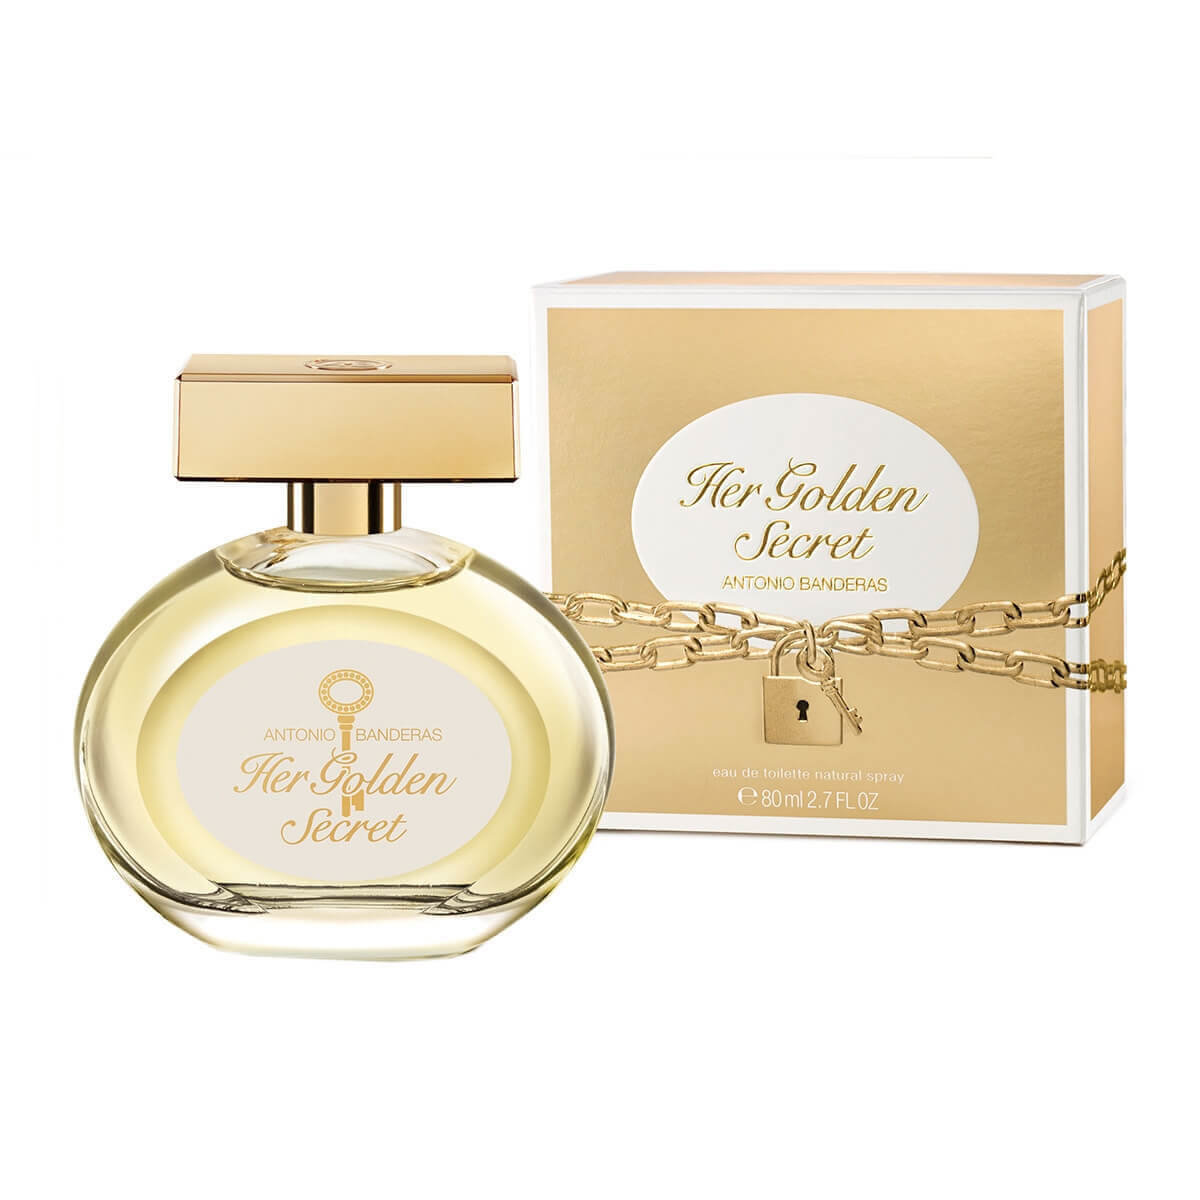 ANTONIO BANDERAS
Her Golden
Secret
Her Golden
Secret
ANTONIO BANDERAS
eau de toilette natural spray
℮ 80 ml 2.7 FL OZ